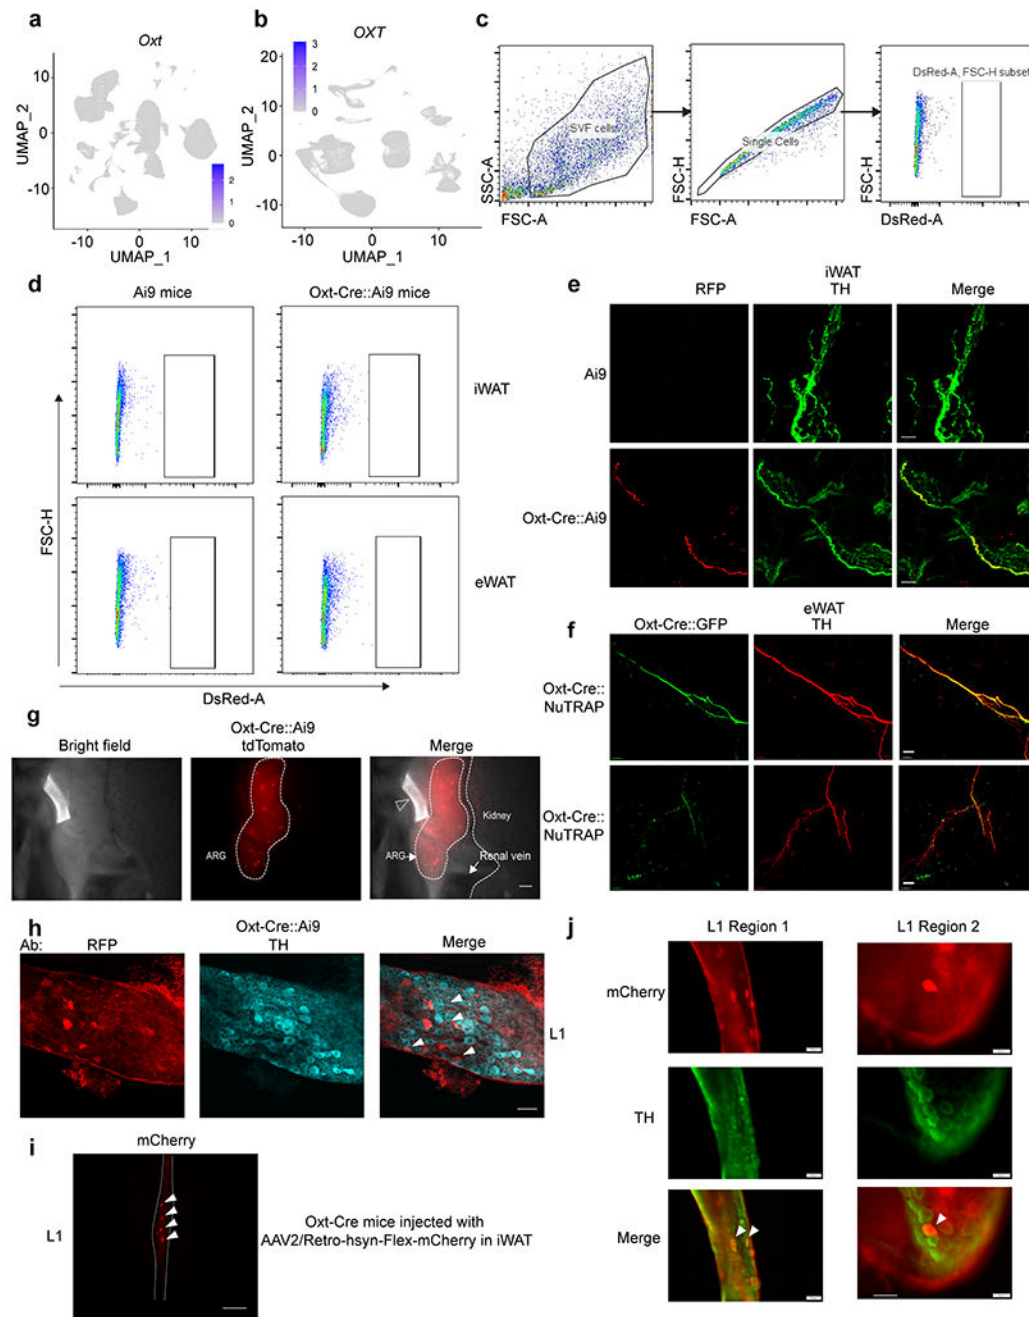 a
Oxt
UMAP_2
20
10
0
-10
2
1
0
-10
0
10
UMAP_1
b
OXT
UMAP_2
20
10
0
-10
3
2
1
0
-10
0
10
UMAP_1
c
SSC-A
SVF cells
FSC-A
FSC-H
Single Cells
FSC-A
DsRed-A, FSC-H subset
FSC-H
DsRed-A
d
Ai9 mice
Oxt-Cre::Ai9 mice
iWAT
eWAT
FSC-H
DsRed-A
e
iWAT
RFP
TH
Merge
Ai9
Oxt-Cre::Ai9
f
eWAT
Oxt-Cre::GFP
TH
Merge
Oxt-Cre::
NuTRAP
Oxt-Cre::
NuTRAP
g
Oxt-Cre::Ai9
Bright field
tdTomato
Merge
ARG
Kidney
ARG
Renal vein
h
Oxt-Cre::Ai9
Ab:
RFP
TH
Merge
L1
i
mCherry
L1
Oxt-Cre mice injected with
AAV2/Retro-hsyn-Flex-mCherry in iWAT
j
L1 Region 1
L1 Region 2
mCherry
TH
Merge